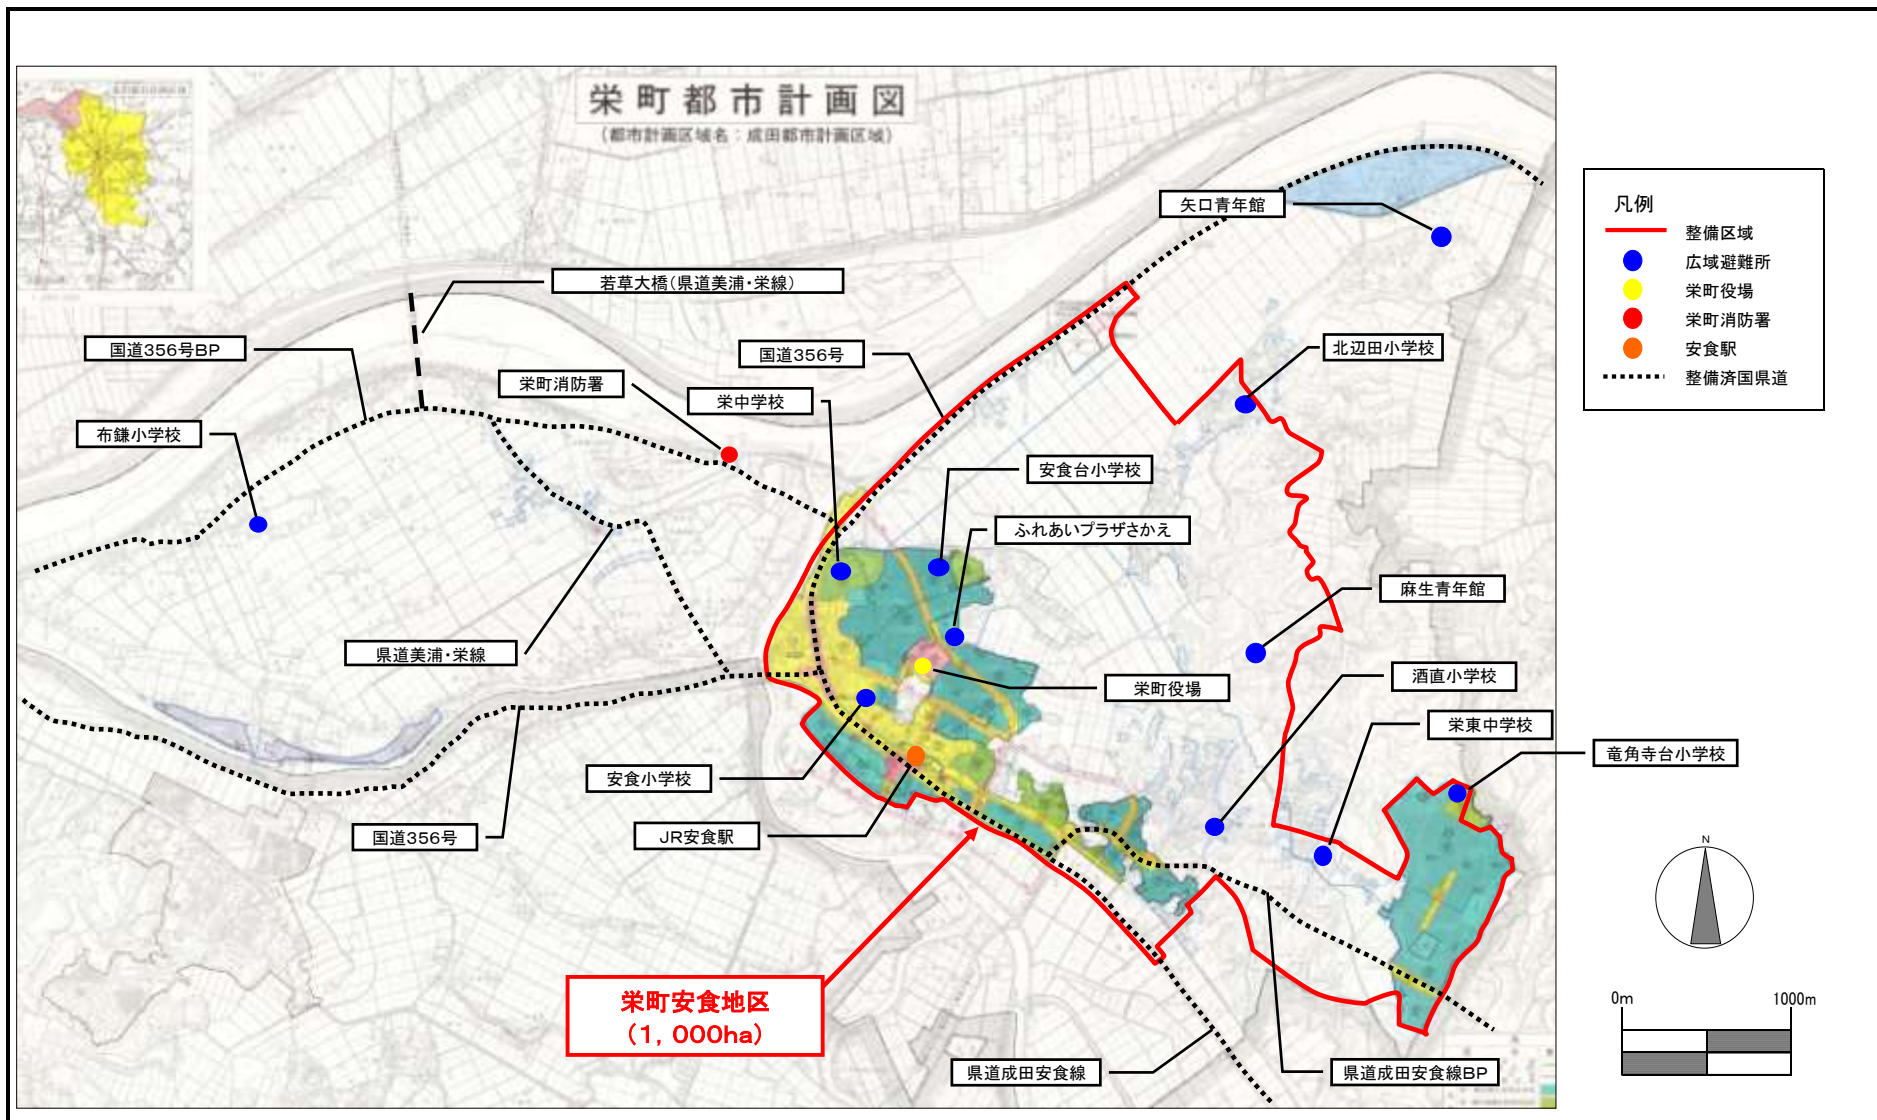 栄町都市計画図
(都市計画区域名：成田都市計画区域)
矢口青年館
若草大橋(県道美浦・栄線)
国道356号BP
国道356号
北辺田小学校
栄町消防署
栄中学校
布鎌小学校
安食台小学校
ふれあいプラザさかえ
麻生青年館
県道美浦・栄線
酒直小学校
栄町役場
栄東中学校
竜角寺台小学校
安食小学校
国道356号
JR安食駅
栄町安食地区
(1，000ha)
県道成田安食線
県道成田安食線BP
凡例
整備区域
広域避難所
栄町役場
栄町消防署
安食駅
整備済国県道
N
0m
1000m